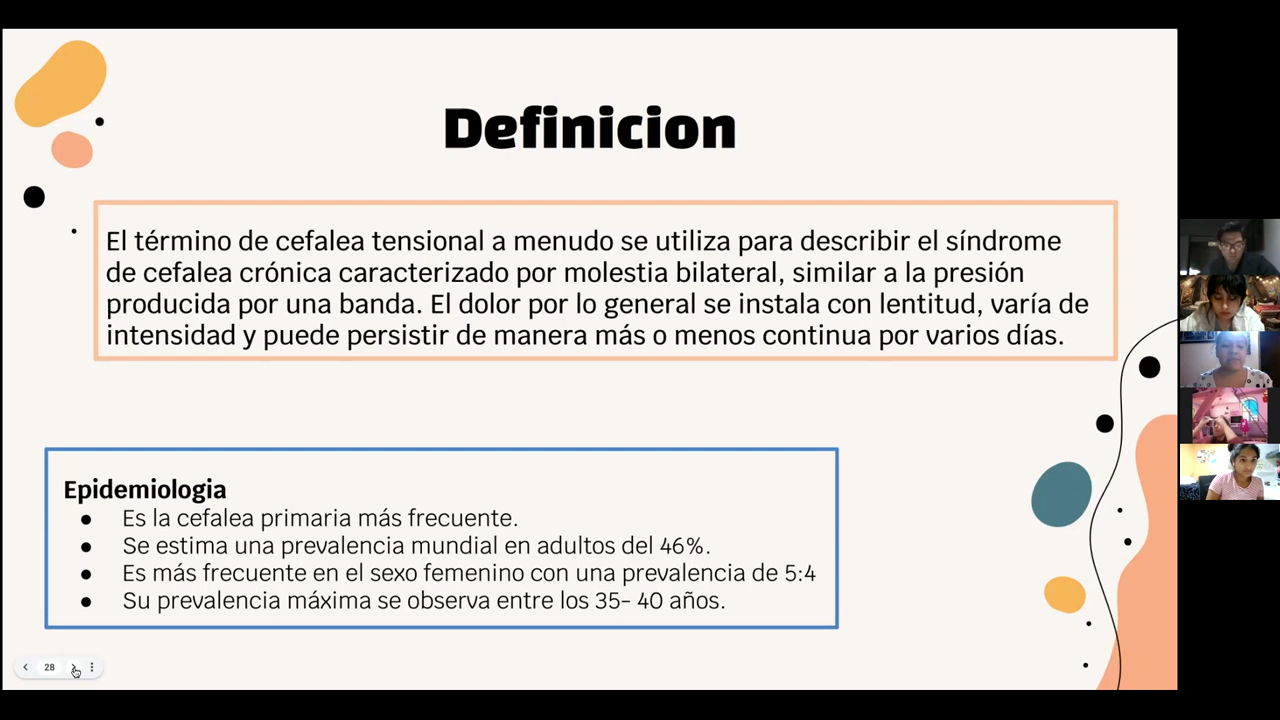 Definicion
El término de cefalea tensional a menudo se utiliza para describir el síndrome
de cefalea crónica caracterizado por molestia bilateral, similar a la presión
producida por una banda. El dolor por lo general se instala con lentitud, varía de
intensidad y puede persistir de manera más o menos continua por varios días.
Epidemiologia
● Es la cefalea primaria más frecuente.
● Se estima una prevalencia mundial en adultos del 46%.
● Es más frecuente en el sexo femenino con una prevalencia de 5:4
● Su prevalencia máxima se observa entre los 35- 40 años.
28